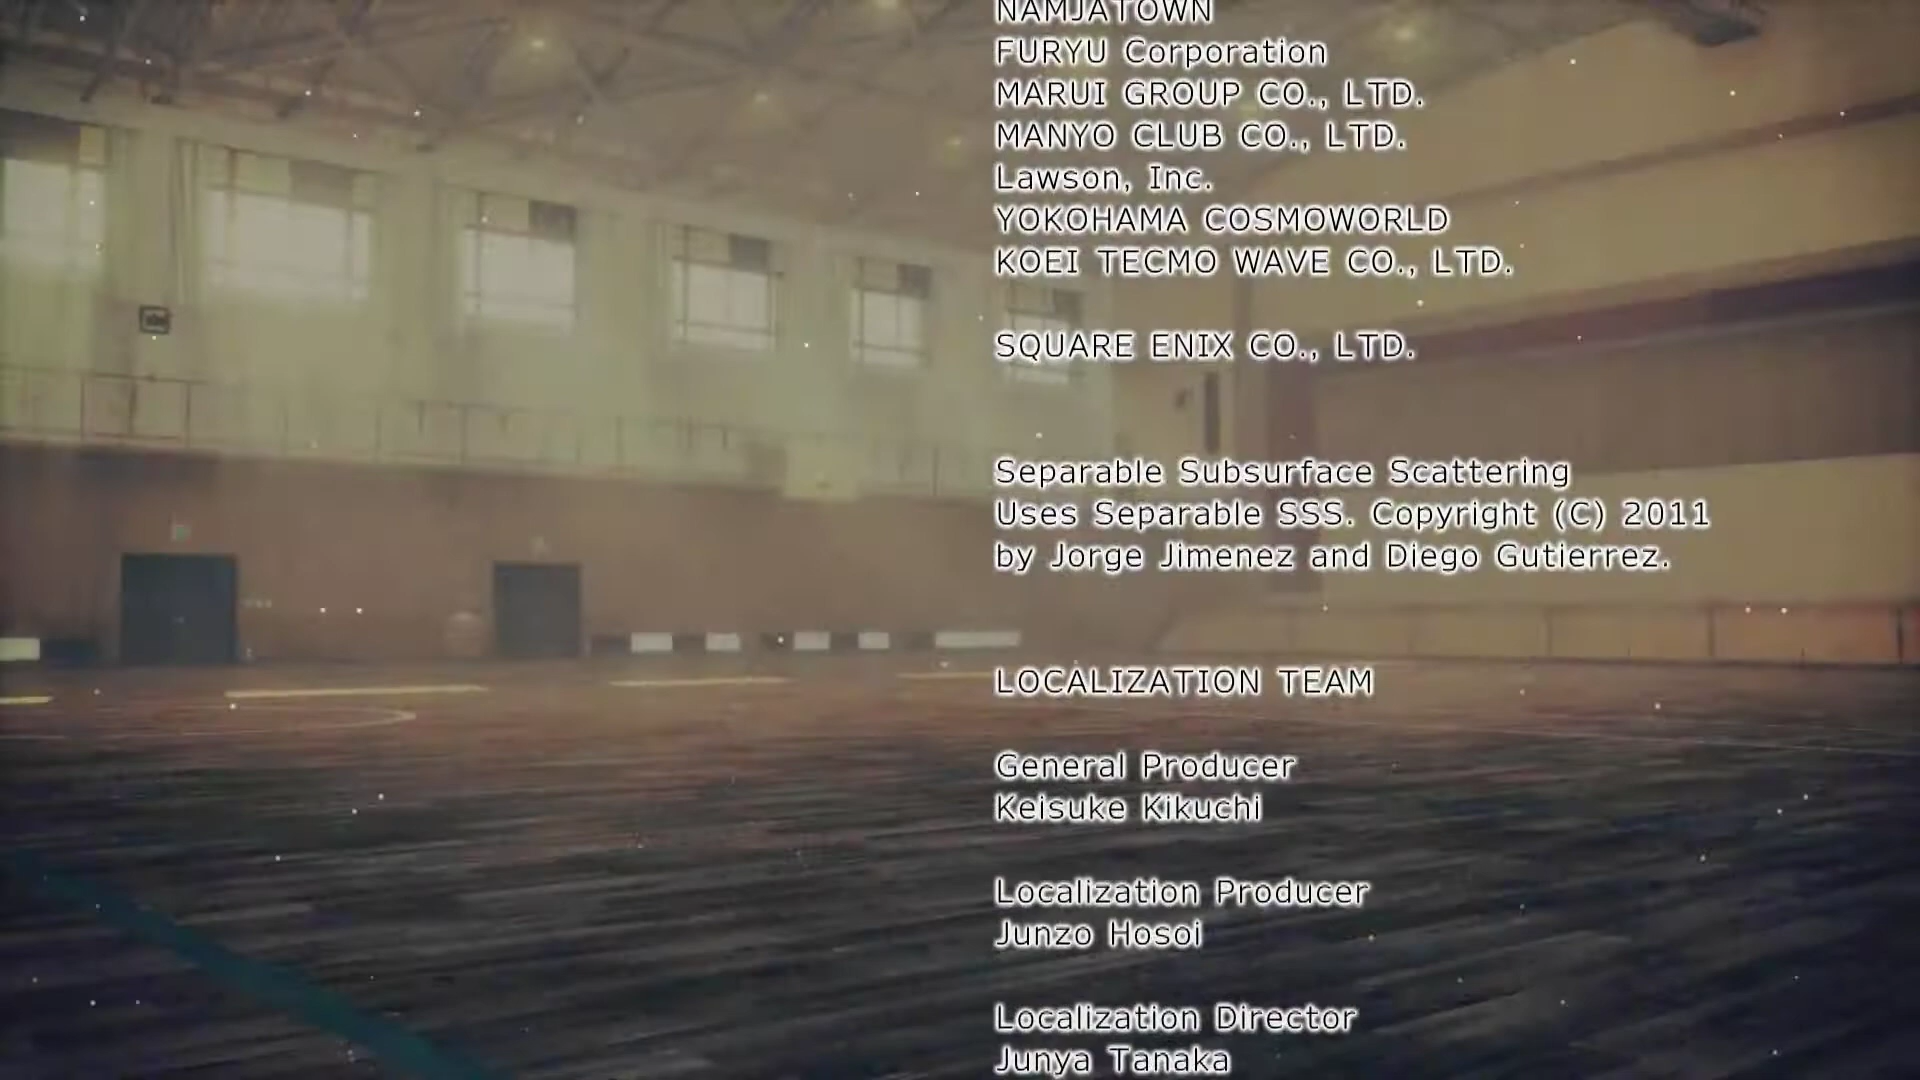 NAMJATOWN
FURYU Corporation
MARUI GROUP CO., LTD.
MANYO CLUB CO., LTD.
Lawson, Inc.
YOKOHAMA COSMOWORLD
KOEI TECMO WAVE CO., LTD.
SQUARE ENIX CO., LTD.
Separable Subsurface Scattering
Uses Separable SSS. Copyright (C) 2011
by Jorge Jimenez and Diego Gutierrez.
LOCALIZATION TEAM
General Producer
Keisuke Kikuchi
Localization Producer
Junzo Hosoi
Localization Director
Junya Tanaka